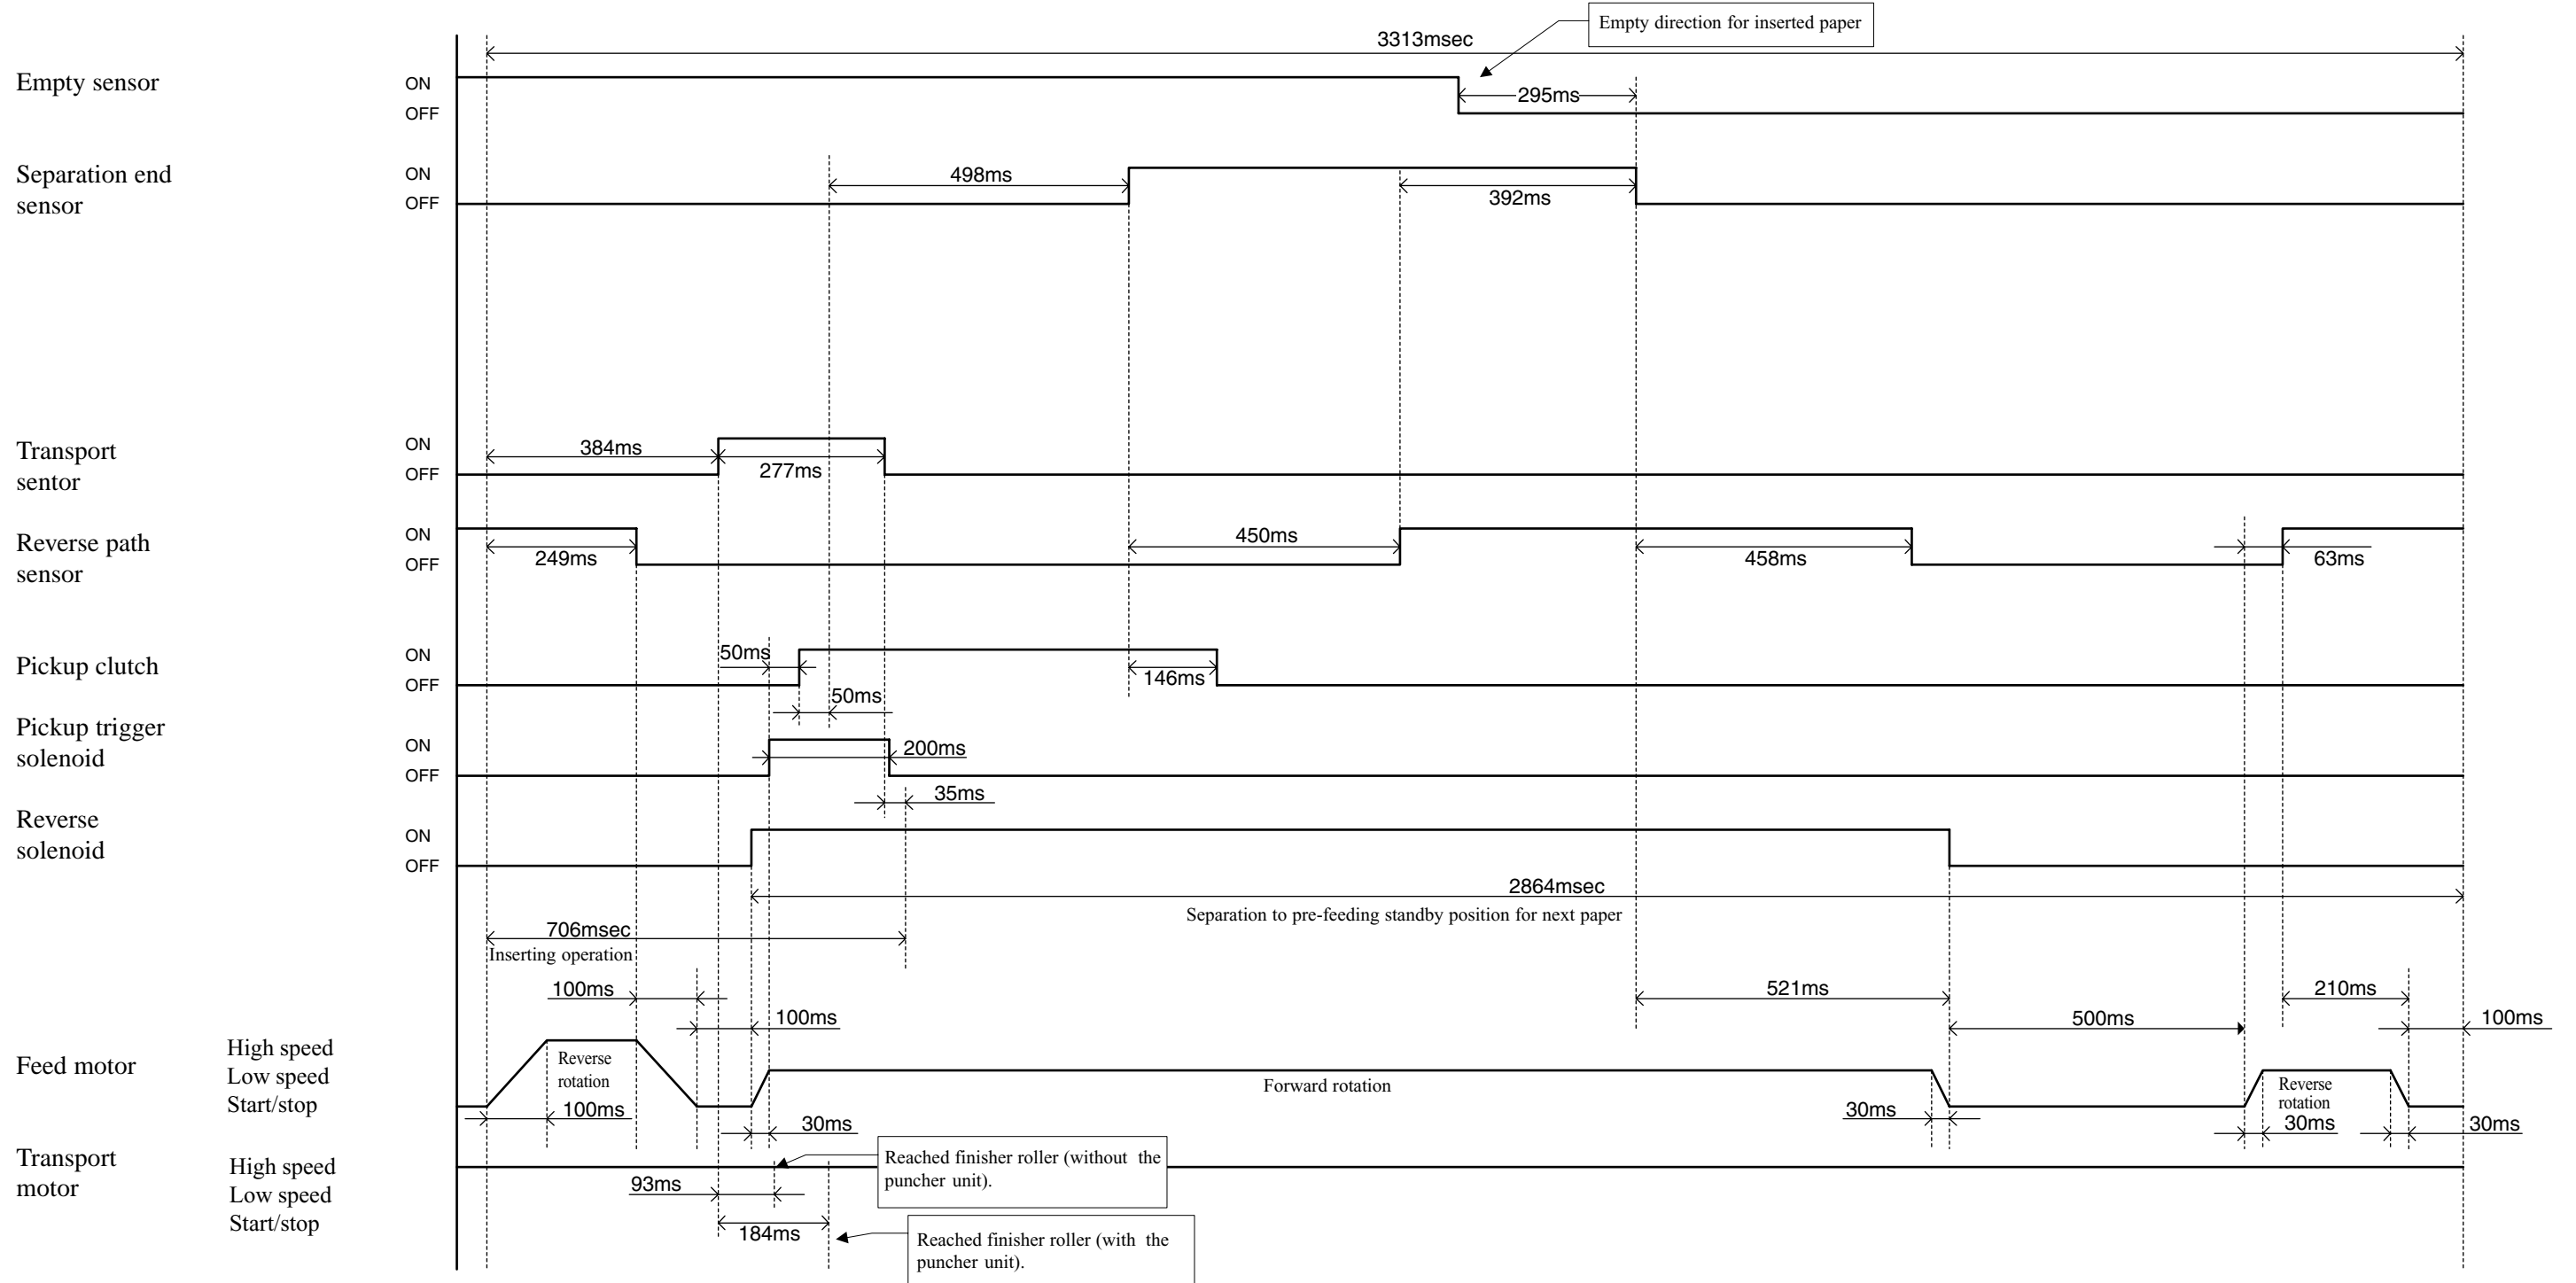 Empty direction for inserted paper
3313msec
Empty sensor
ON
OFF
295ms
Separation end
sensor
ON
OFF
498ms
392ms
Transport
sentor
ON
OFF
384ms
277ms
Reverse path
sensor
ON
OFF
249ms
450ms
458ms
63ms
Pickup clutch
ON
OFF
50ms
146ms
50ms
Pickup trigger
solenoid
ON
OFF
200ms
35ms
Reverse
solenoid
ON
OFF
2864msec
Separation to pre-feeding standby position for next paper
706msec
Inserting operation
100ms
521ms
210ms
100ms
500ms
100ms
Feed motor
High speed
Low speed
Start/stop
Reverse
rotation
Forward rotation
Reverse
rotation
100ms
30ms
30ms
30ms
30ms
Transport
motor
High speed
Low speed
Start/stop
Reached finisher roller (without the
puncher unit).
93ms
184ms
Reached finisher roller (with the
puncher unit).